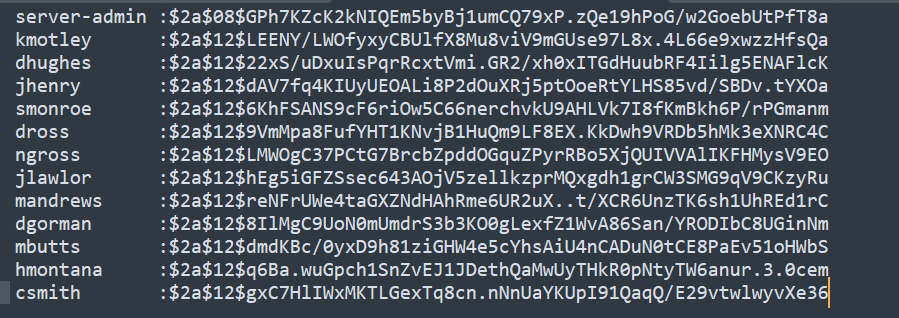 server-admin :$2a$08$GPh7KZcK2kNIQEm5byBj1umCQ79xP.zQe19hPoG/w2GoebUtPfT8a
kmotley :$2a$12$LEENY/LWOfyxyCBUlfX8Mu8viV9mGUse97L8x.4L66e9xwzzHfsQa
dhughes :$2a$12$22xS/uDxuIsPqrRcxtVmi.GR2/xh0xITGdHuubRF4Iilg5ENAFlcK
jhenry :$2a$12$dAV7fq4KIUyUEOALi8P2dOuXRj5ptOoeRtYLHS85vd/SBDv.tYXOa
smonroe :$2a$12$6KhFSANS9cF6riOw5C66nerchvkU9AHLVk7I8fKmBkh6P/rPGmanm
dross :$2a$12$9VmMpa8FufYHT1KNvjB1HuQm9LF8EX.KkDwh9VRDb5hMk3eXNRC4C
ngross :$2a$12$LMWOgC37PCtG7BrcbZpddOGquZPyrRBo5XjQUIVVAlIKFHMysV9EO
jlawlor :$2a$12$hEg5iGFZSsec643AOjV5zellkzprMQxgdh1grCW3SMG9qV9CKzyRu
mandrews :$2a$12$reNFrUWe4taGXZNdHAhRme6UR2uX..t/XCR6UnzTK6sh1UhREd1rC
dgorman :$2a$12$8IlMgC9UoN0mUmdrS3b3KO0gLexfZ1WvA86San/YRODIbC8UGinNm
mbutts :$2a$12$dmdKBc/0yxD9h81ziGHW4e5cYhsAiU4nCADuN0tCE8PaEv51oHWbS
hmontana :$2a$12$q6Ba.wuGpch1SnZvEJ1JDethQaMwUyTHkR0pNtyTW6anur.3.0cem
csmith :$2a$12$gxC7HlIWxMKTLGexTq8cn.nNnUaYKUpI91QaqQ/E29vtwlwyvXe36